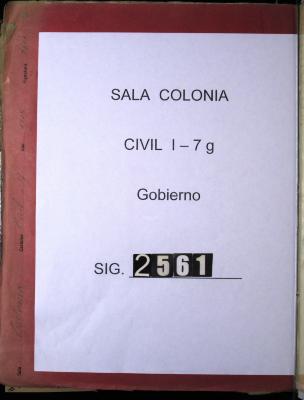 SALA COLONIA
CIVIL I – 7 g
Gobierno
SIG. 2561